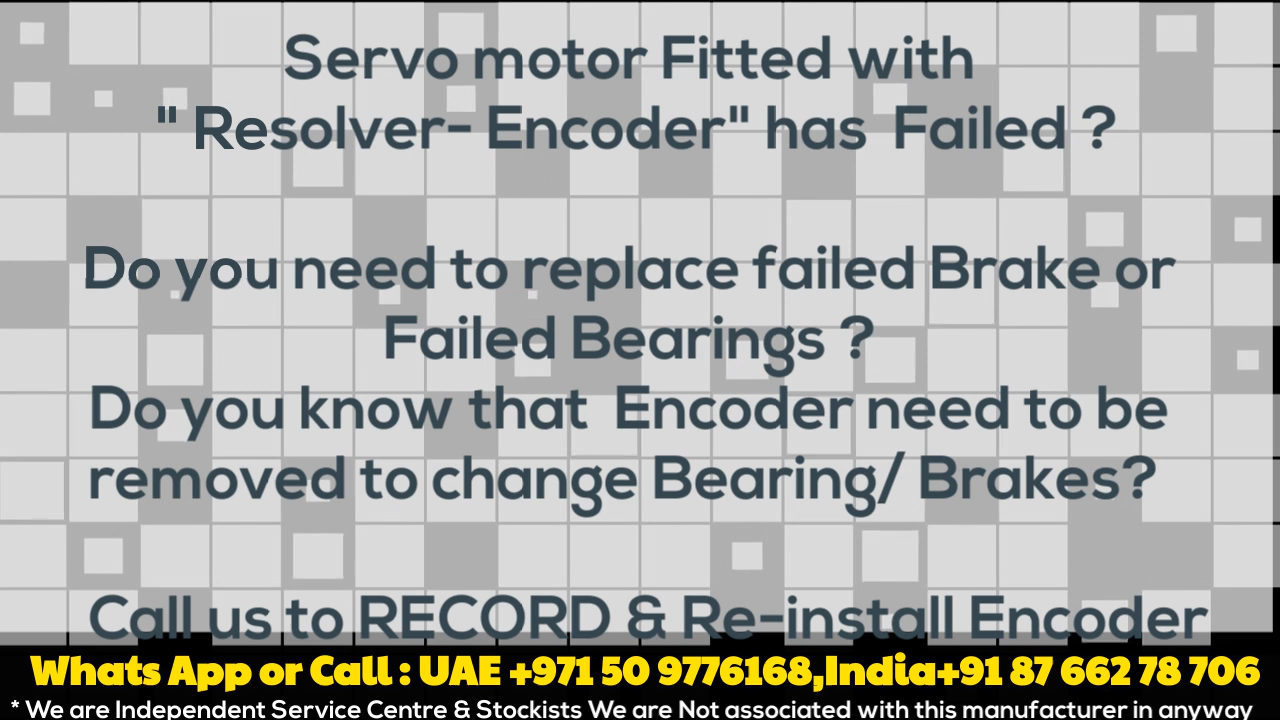 Servo motor Fitted with
" Resolver- Encoder" has Failed ?
Do you need to replace failed Brake or
Failed Bearings ?
Do you know that Encoder need to be
removed to change Bearing/ Brakes?
Call us to RECORD & Re-install Encoder
Whats App or Call : UAE +971 50 9776168,India+91 87 662 78 706
* We are Independent Service Centre & Stockists We are Not associated with this manufacturer in anyway